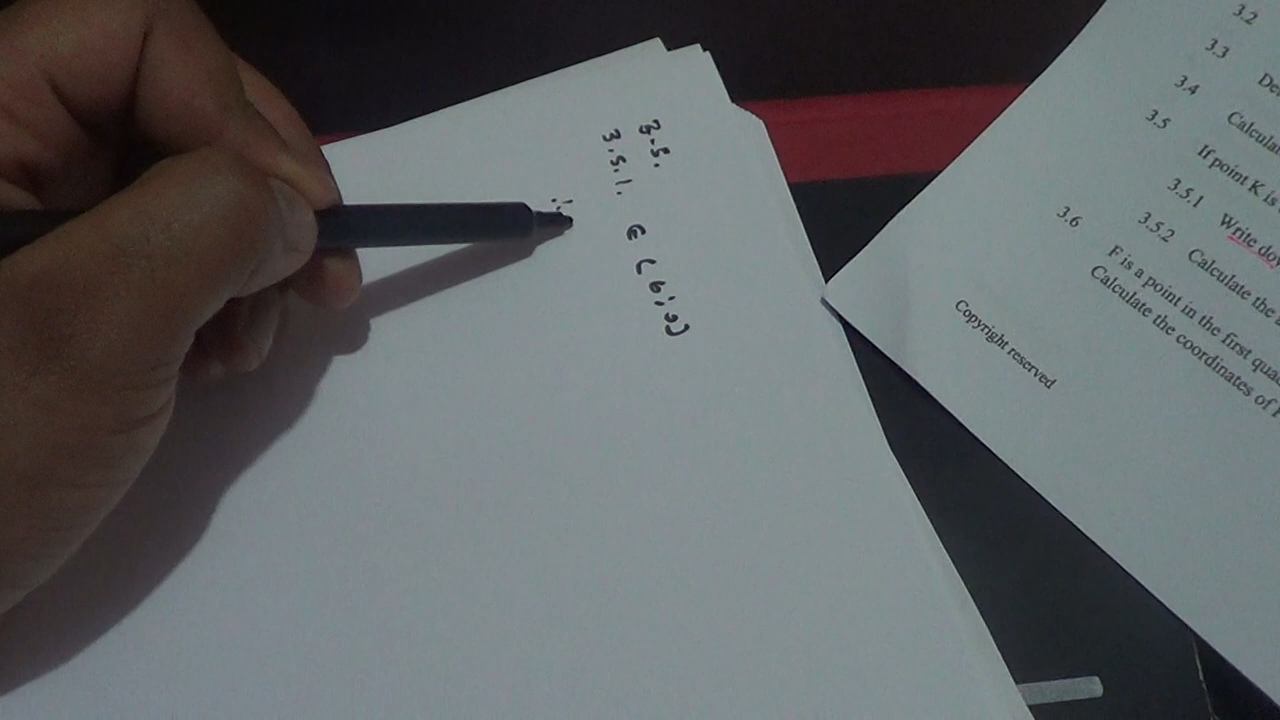 3.5.
3.5.1. E (6;0)
3.2
3.3
3.4
Calcula
3.5
If point K is
3.5.1 Write do
3.5.2 Calculate the
3.6 F is a point in the first qua
Calculate the coordinates of
Copyright reserved